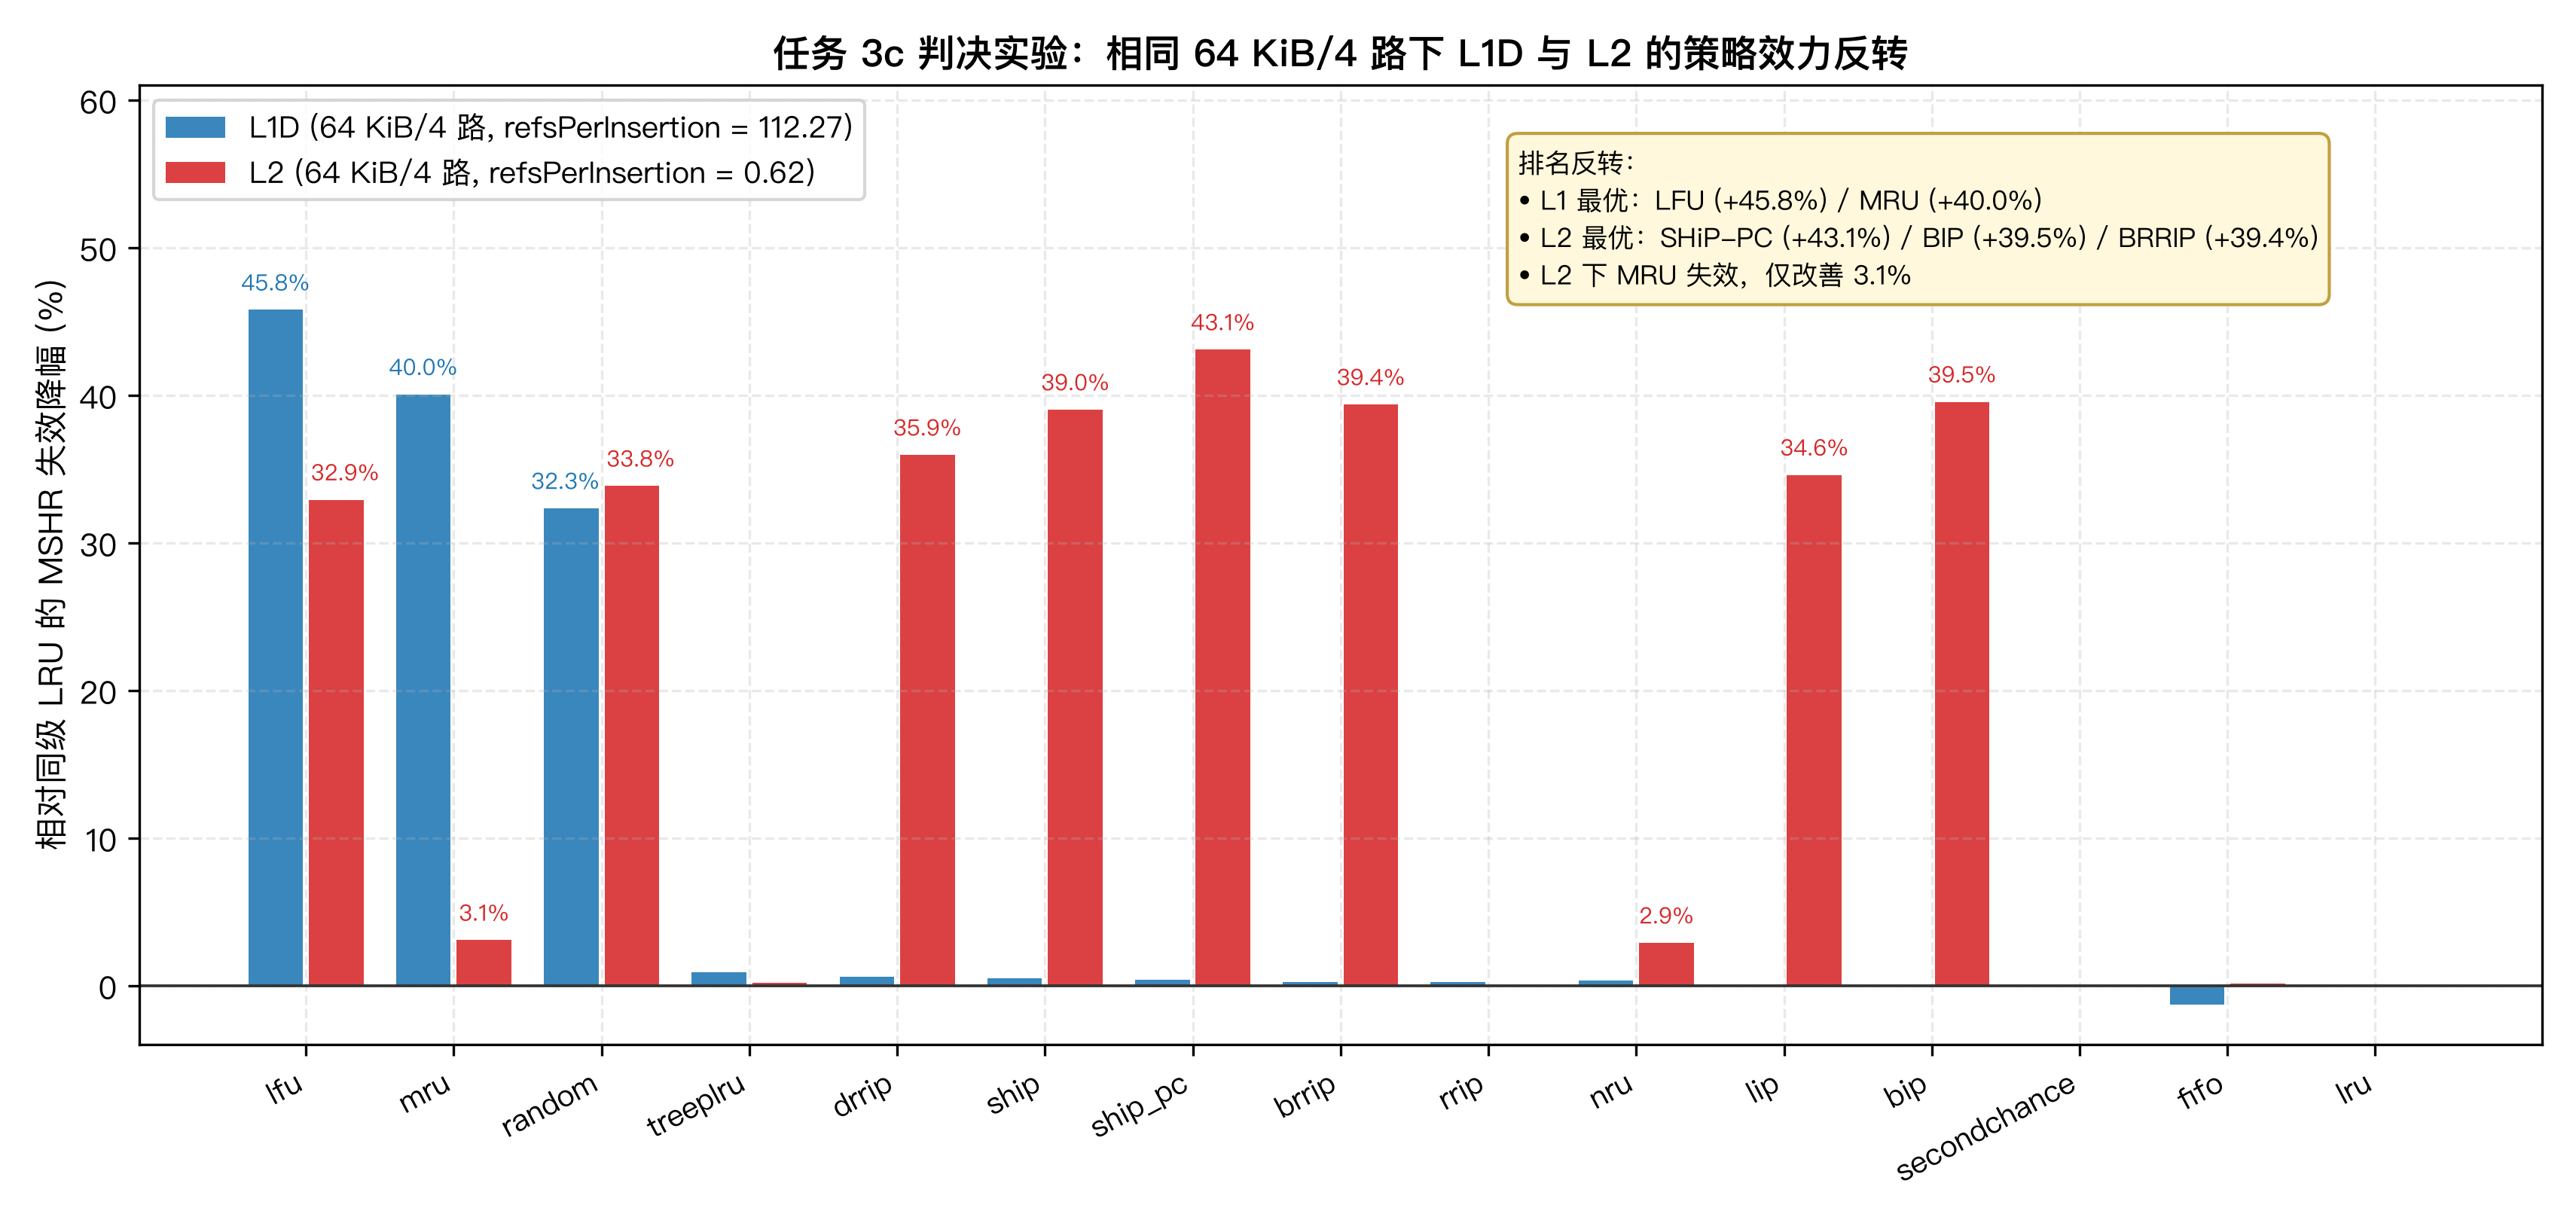 任务 3c 判决实验：相同 64 KiB/4 路下 L1D 与 L2 的策略效力反转
相对同级 LRU 的 MSHR 失效降幅 (%)
60
50
40
30
20
10
0
L1D (64 KiB/4 路, refsPerInsertion = 112.27)
L2 (64 KiB/4 路, refsPerInsertion = 0.62)
排名反转：
• L1 最优：LFU (+45.8%) / MRU (+40.0%)
• L2 最优：SHiP-PC (+43.1%) / BIP (+39.5%) / BRRIP (+39.4%)
• L2 下 MRU 失效，仅改善 3.1%
45.8%
32.9%
40.0%
3.1%
32.3%
33.8%
35.9%
39.0%
43.1%
39.4%
2.9%
34.6%
39.5%
lfu
mru
random
treeplru
drrip
ship
ship_pc
brrip
rrip
nru
lip
bip
secondchance
fifo
lru